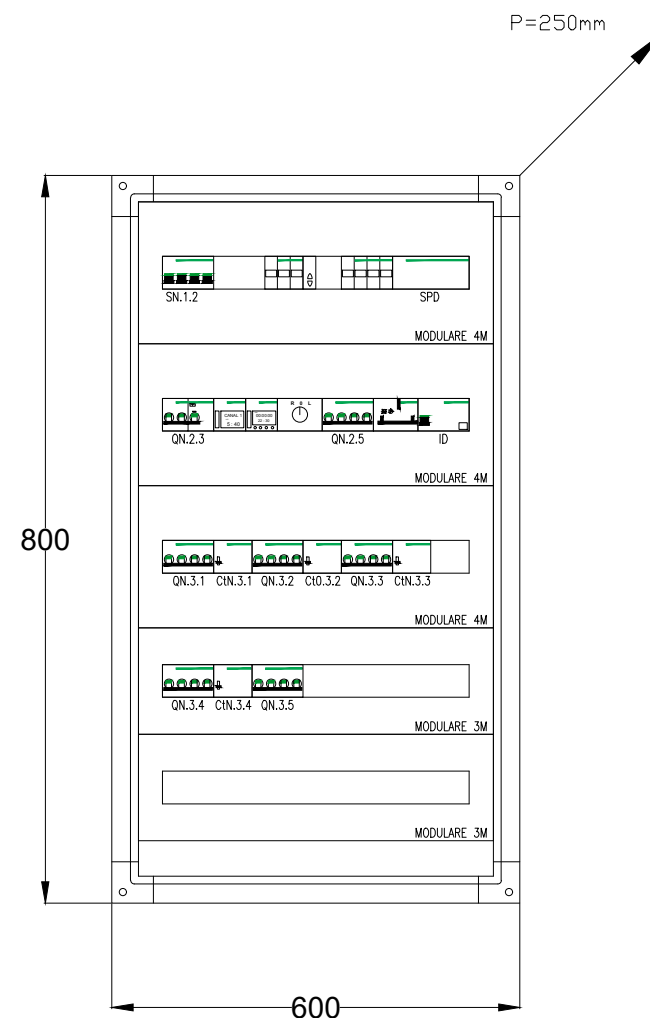 P=250mm
SN.1.2 SPD
MODULARE 4M
CANAL 1
5:40
R 0 L
QN.2.3 QN.2.5 ID
MODULARE 4M
800
QN.3.1 CtN.3.1 QN.3.2 Ct0.3.2 QN.3.3 CtN.3.3
MODULARE 4M
QN.3.4 CtN.3.4 QN.3.5
MODULARE 3M
MODULARE 3M
600